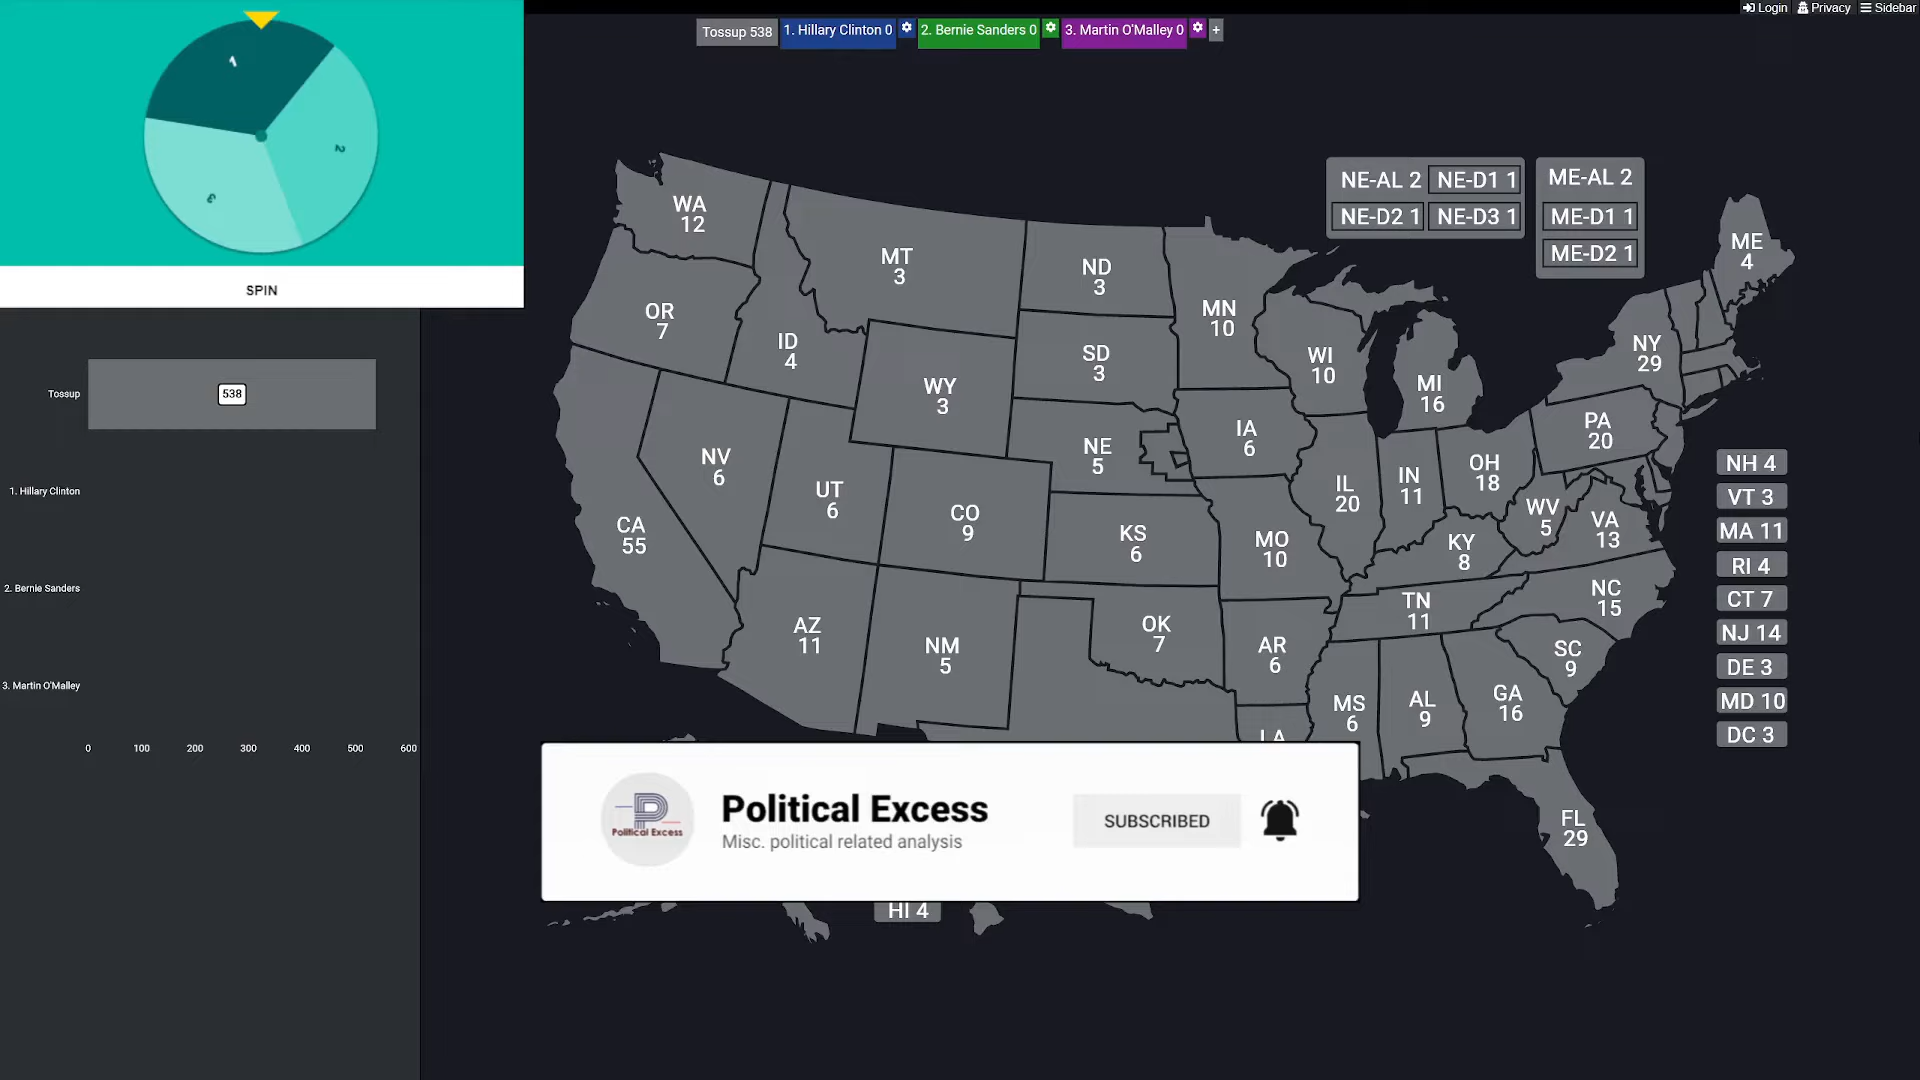 Login Privacy Sidebar
Tossup 538 1. Hillary Clinton 0 2. Bernie Sanders 0 3. Martin O'Malley 0 +
1
2
3
SPIN
Tossup
538
1. Hillary Clinton
2. Bernie Sanders
3. Martin O'Malley
0 100 200 300 400 500 600
NE-AL 2 NE-D1 1
NE-D2 1 NE-D3 1
ME-AL 2
ME-D1 1
ME-D2 1
WA
12
MT
3
ND
3
MN
10
ME
4
OR
7
ID
4
SD
3
WI
10
NY
29
WY
3
MI
16
NV
6
NE
5
IA
6
PA
20
UT
6
CO
9
IL
20
IN
11
OH
18
CA
55
KS
6
MO
10
WV
5
VA
13
KY
8
AZ
11
NM
5
OK
7
AR
6
TN
11
NC
15
SC
9
MS
6
AL
9
GA
16
LA
FL
29
HI 4
NH 4
VT 3
MA 11
RI 4
CT 7
NJ 14
DE 3
MD 10
DC 3
P
Political Excess
Political Excess
Misc. political related analysis
SUBSCRIBED